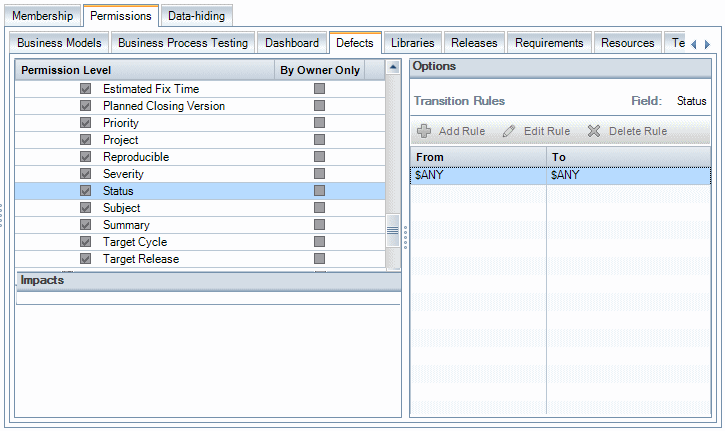 Membership Permissions Data-hiding
Business Models Business Process Testing Dashboard Defects Libraries Releases Requirements Resources Te
Permission Level By Owner Only
Estimated Fix Time
Planned Closing Version
Priority
Project
Reproducible
Severity
Status
Subject
Summary
Target Cycle
Target Release
Impacts
Options
Transition Rules Field: Status
Add Rule Edit Rule Delete Rule
From To
$ANY $ANY